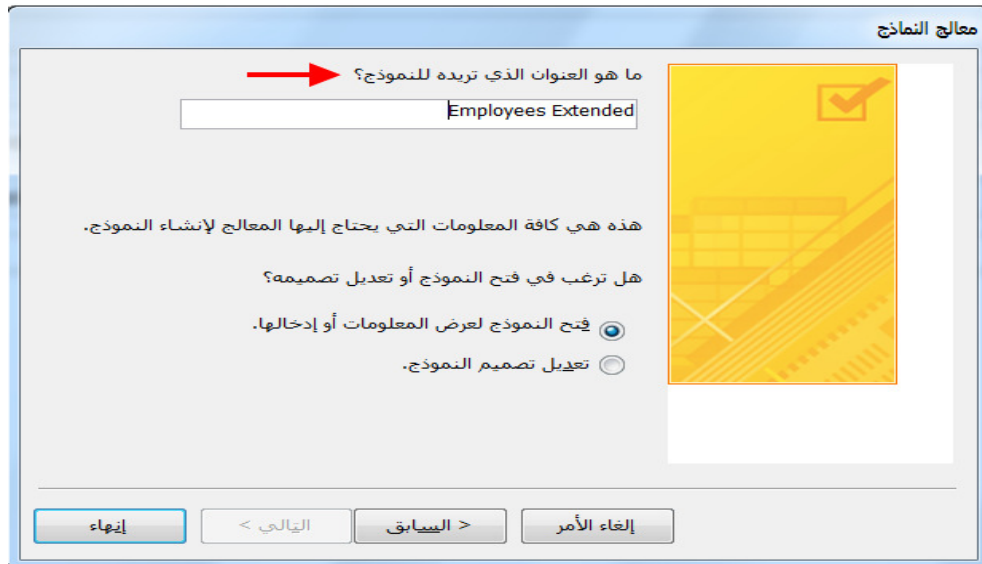 معالج النماذج
ما هو العنوان الذي تريده للنموذج؟
Employees Extended
هذه هي كافة المعلومات التي يحتاج إليها المعالج لإنشاء النموذج.
هل ترغب في فتح النموذج أو تعديل تصميمه؟
فتح النموذج لعرض المعلومات أو إدخالها.
تعديل تصميم النموذج.
إلغاء الأمر
< السابق
التالي >
إنهاء